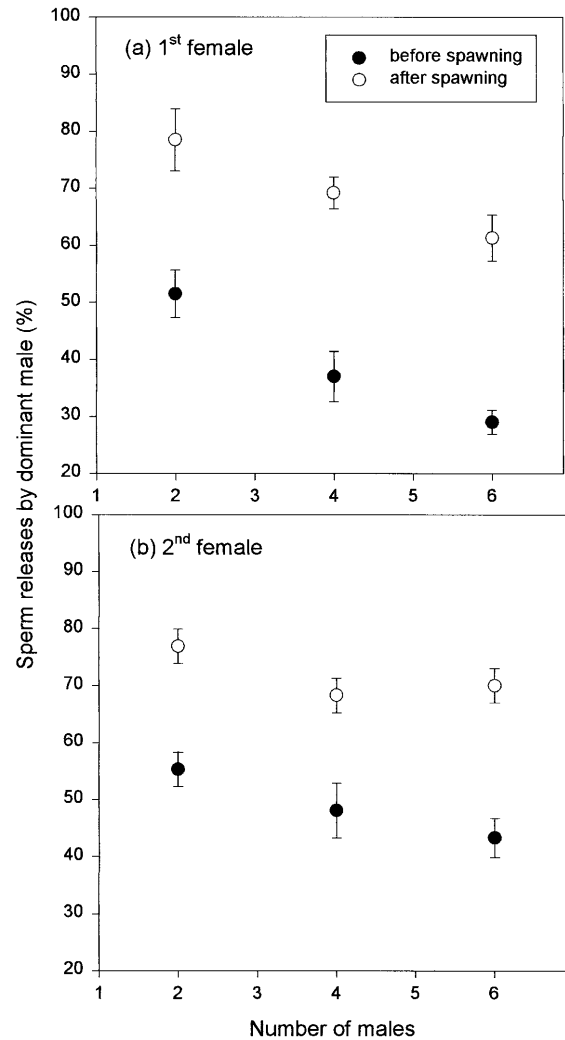 Sperm releases by dominant male (%)
(a) 1st female
before spawning
after spawning
100
90
80
70
60
50
40
30
20
1 2 3 4 5 6
(b) 2nd female
100
90
80
70
60
50
40
30
20
1 2 3 4 5 6
Number of males